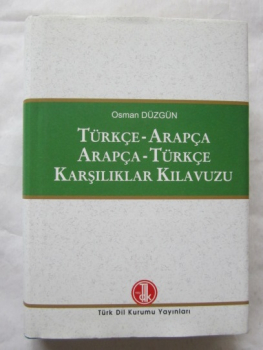 Osman DÜZGÜN
TÜRKÇE-ARAPÇA
ARAPÇA-TÜRKÇE
KARŞILIKLAR KILAVUZU
Türk Dil Kurumu Yayınları